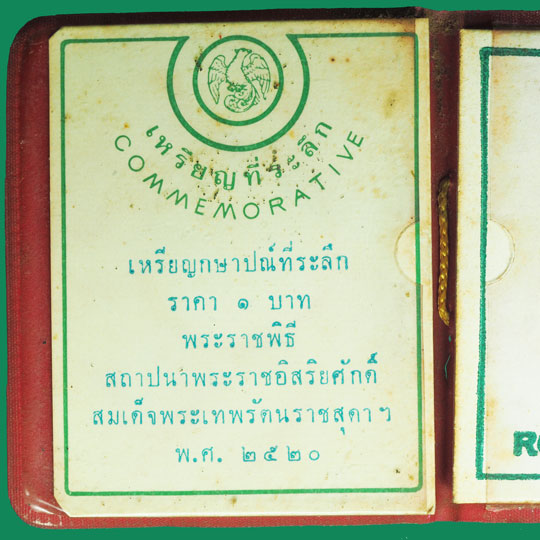 เหรียญที่ระลึก
COMMEMORATIVE
เหรียญกษาปณ์ที่ระลึก
ราคา ๑ บาท
พระราชพิธี
สถาปนาพระราชอิสริยศักดิ์
สมเด็จพระเทพรัตนราชสุดาฯ
พ.ศ. ๒๕๒๐